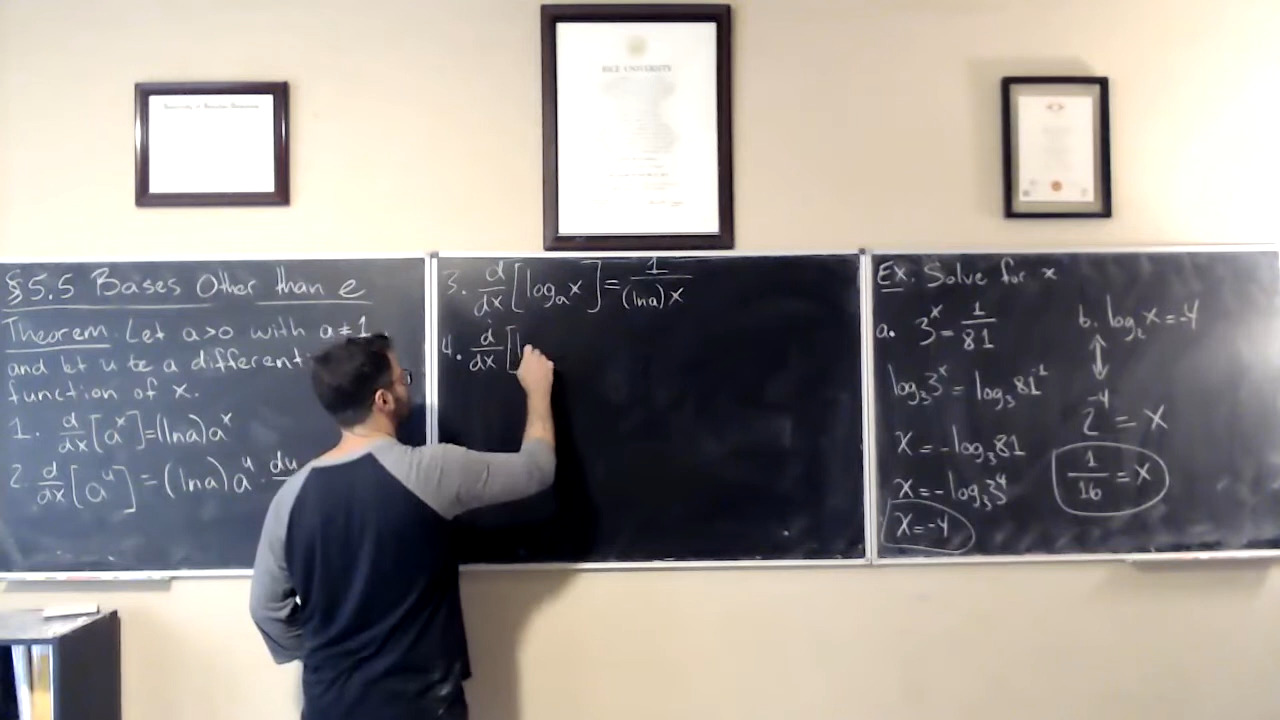 RICE UNIVERSITY
§5.5 Bases Other than e
Theorem. Let a>0 with a≠1
and let u be a different
function of x.
1. d/dx[a^x]=(ln a)a^x
2. d/dx[a^u]=(ln a)a^u · du
3. d/dx[log_a x]=1/((ln a)x)
4. d/dx[l
Ex. Solve for x
a. 3^x=1/81
log_3 3^x = log_3 81^-1
x=-log_3 81
x=-log_3 3^4
x=-4
b. log_2 x=-4
2^-4=x
1/16=x